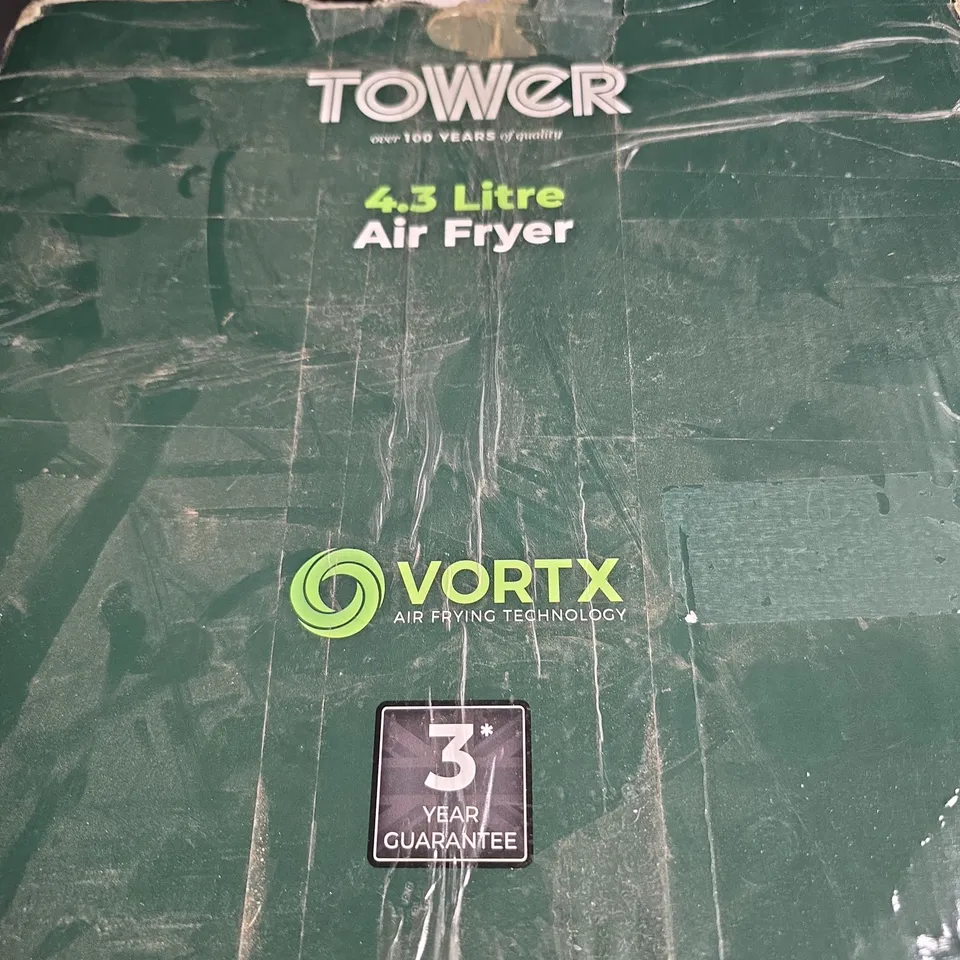 TOWER
over 100 YEARS of quality
4.3 Litre
Air Fryer
VORTX
AIR FRYING TECHNOLOGY
3*
YEAR
GUARANTEE